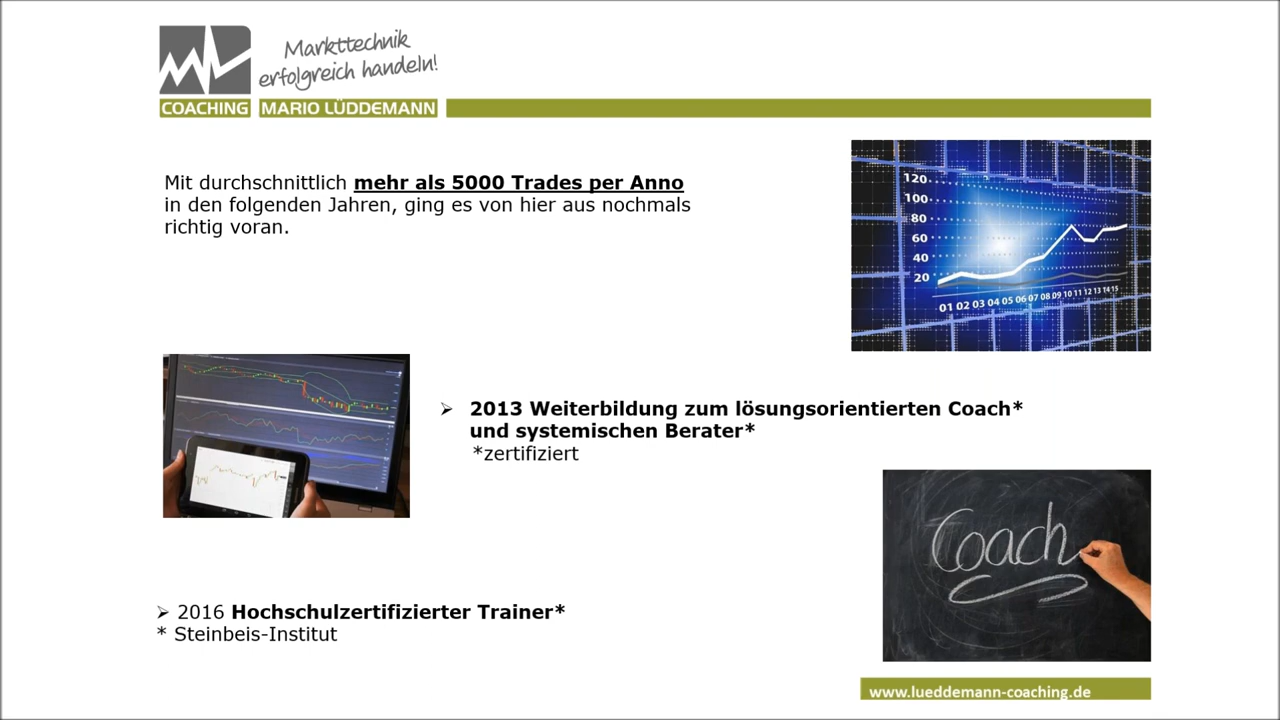 Markttechnik
erfolgreich handeln!
COACHING MARIO LÜDDEMANN
Mit durchschnittlich mehr als 5000 Trades per Anno
in den folgenden Jahren, ging es von hier aus nochmals
richtig voran.
120
100
80
60
40
20
01 02 03 04 05 06 07 08 09 10 11 12 13 14 15
➢ 2013 Weiterbildung zum lösungsorientierten Coach*
und systemischen Berater*
*zertifiziert
Coach
➢ 2016 Hochschulzertifizierter Trainer*
* Steinbeis-Institut
www.lueddemann-coaching.de